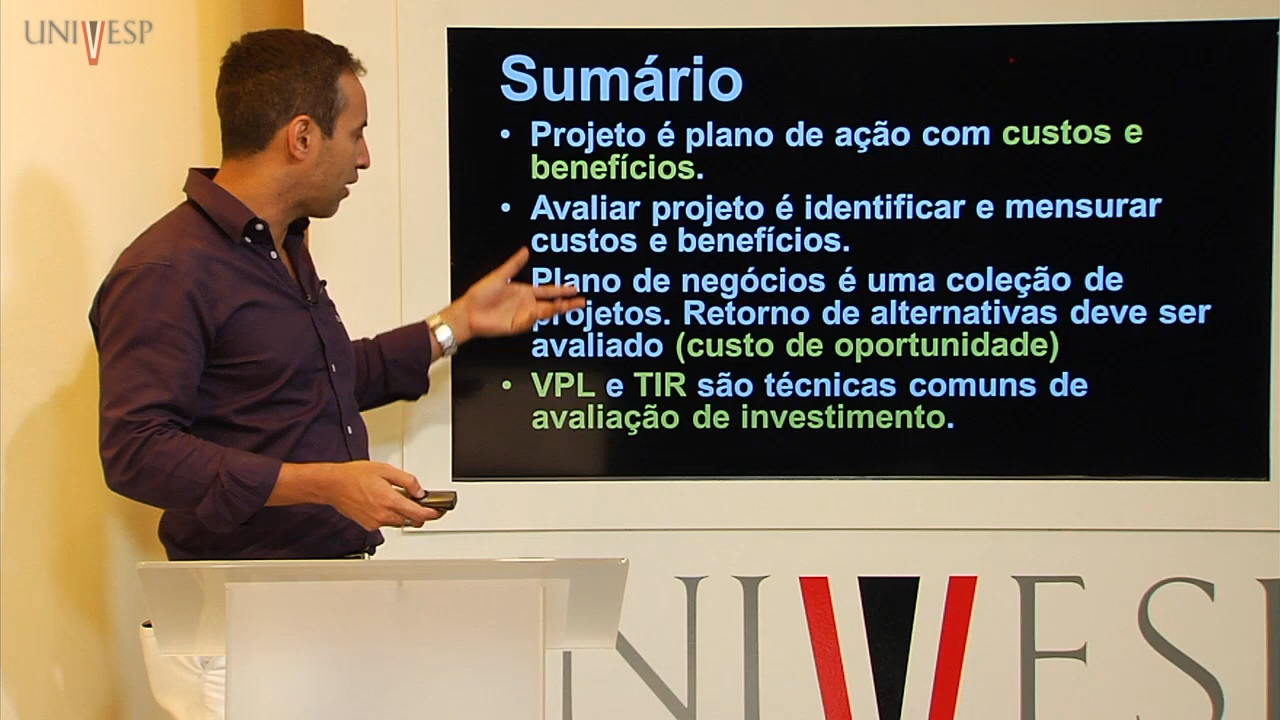 UNIVESP
Sumário
• Projeto é plano de ação com custos e
benefícios.
• Avaliar projeto é identificar e mensurar
custos e benefícios.
Plano de negócios é uma coleção de
projetos. Retorno de alternativas deve ser
avaliado (custo de oportunidade)
• VPL e TIR são técnicas comuns de
avaliação de investimento.
NIVESP